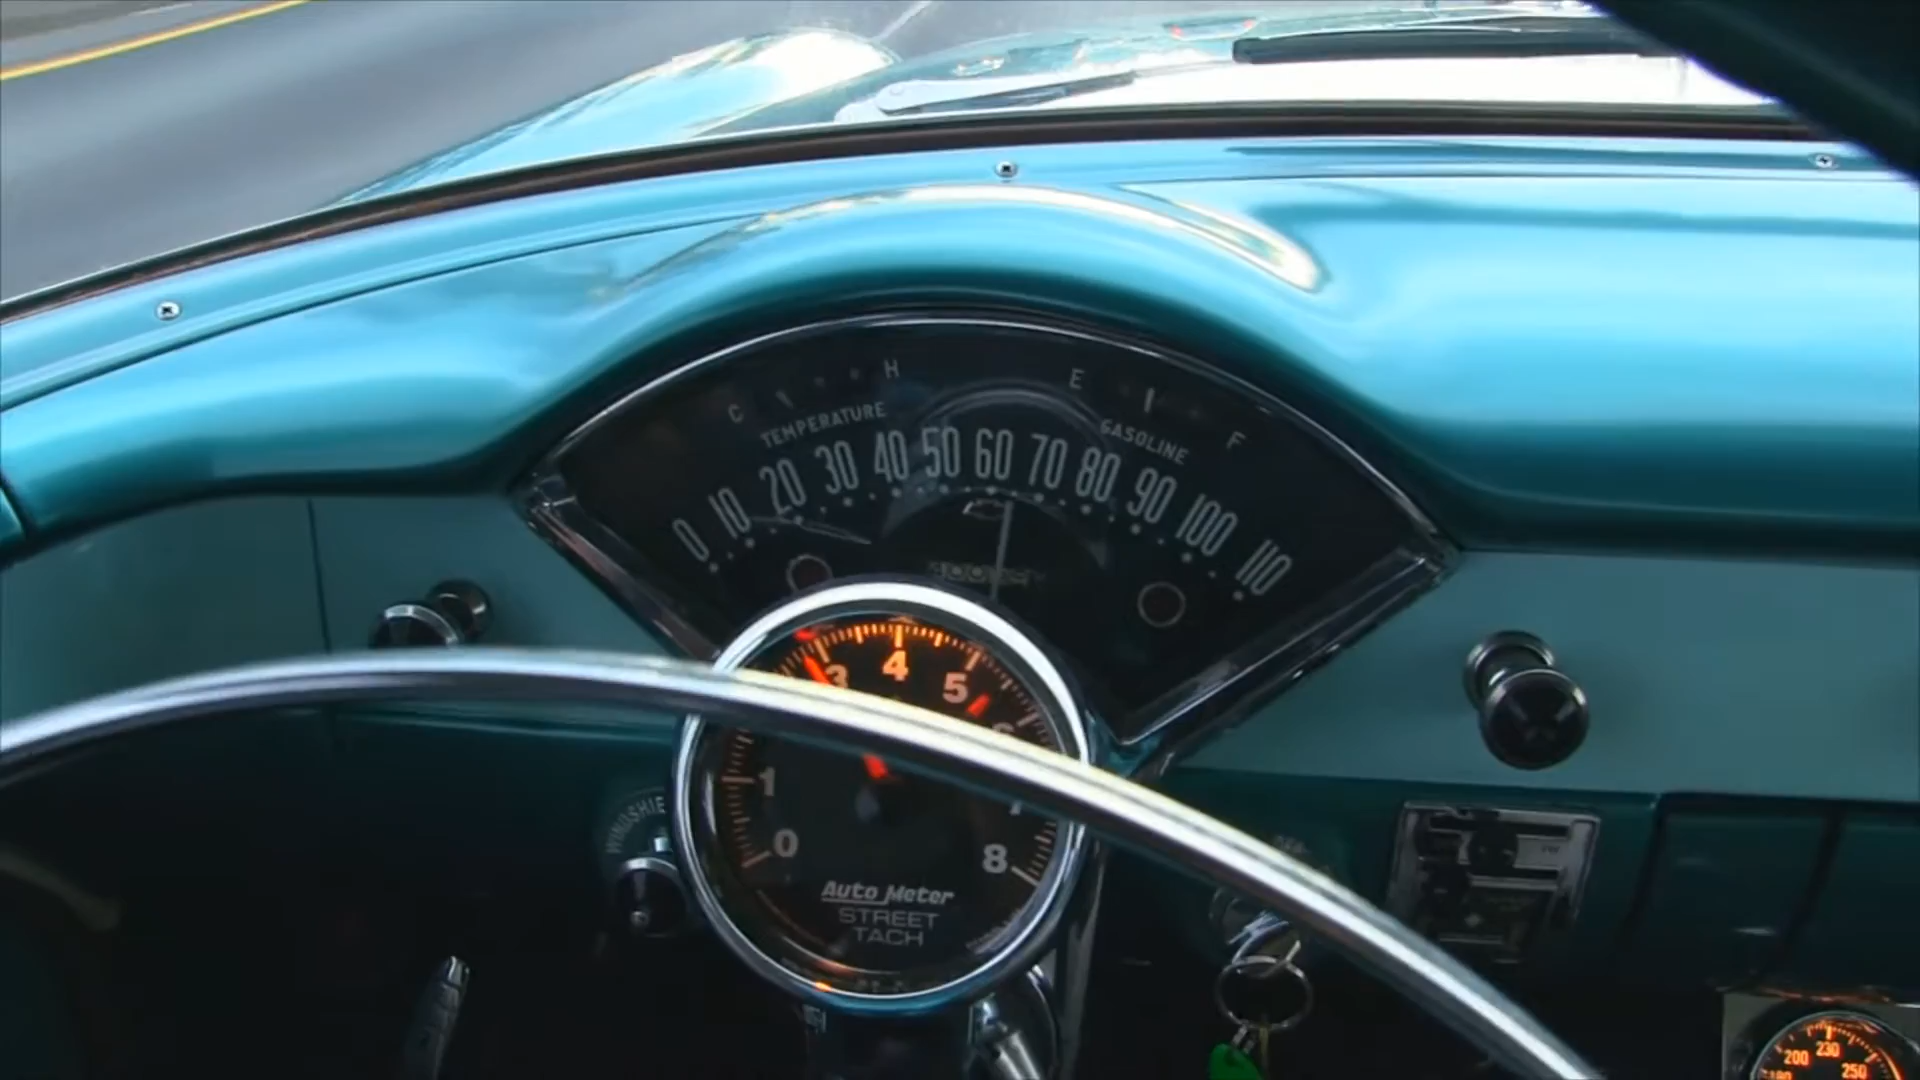 C H
TEMPERATURE
E F
GASOLINE
0 10 20 30 40 50 60 70 80 90 100 110
3 4 5
1
0 8
Auto Meter
STREET
TACH
WINDSHIE
200 230 250